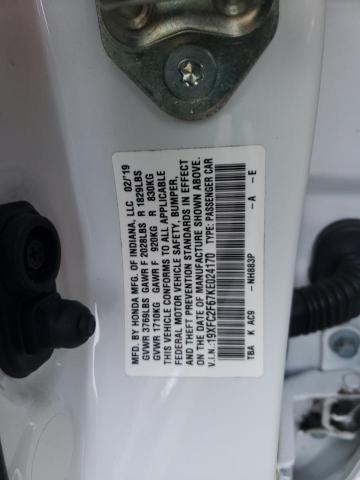 MFD. BY HONDA OF INDIANA, LLC 02/'19
GVWR 3769LBS GAWR F 2028LBS R 1829LBS
GVWR 1710KG GAWR F 920KG R 830KG
THIS VEHICLE CONFORMS TO ALL APPLICABLE
FEDERAL MOTOR VEHICLE SAFETY, BUMPER,
AND THEFT PREVENTION STANDARDS IN EFFECT
ON THE DATE OF MANUFACTURE SHOWN ABOVE.
V.I.N.:19XFC2F67KE024170 TYPE: PASSENGER CAR
TBA K AC9 -NH883P -A -E